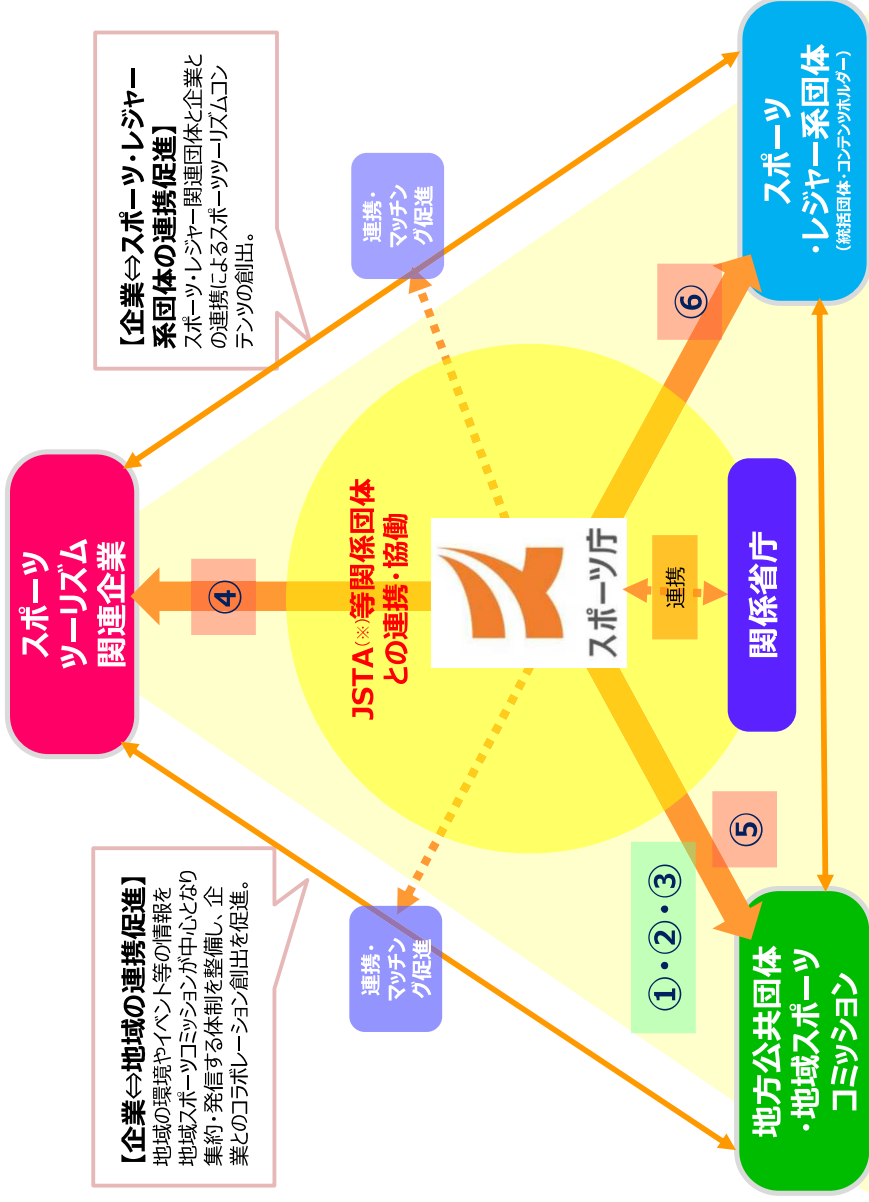 スポーツ
ツーリズム
関連企業
【企業⇔地域の連携促進】
地域の環境やイベント等の情報を
地域スポーツコミッションが中心となり
集約・発信する体制を整備し、企
業とのコラボレーション創出を促進。
【企業⇔スポーツ・レジャー
系団体の連携促進】
スポーツ・レジャー関連団体と企業と
の連携によるスポーツツーリズムコン
テンツの創出。
④
連携・
マッチン
グ促進
連携・
マッチン
グ促進
JSTA(※)等関係団体
との連携・協働
スポーツ庁
①・②・③
⑤
⑥
連携
関係省庁
地方公共団体
・地域スポーツ
コミッション
スポーツ
・レジャー系団体
(統括団体・コンテンツホルダー)